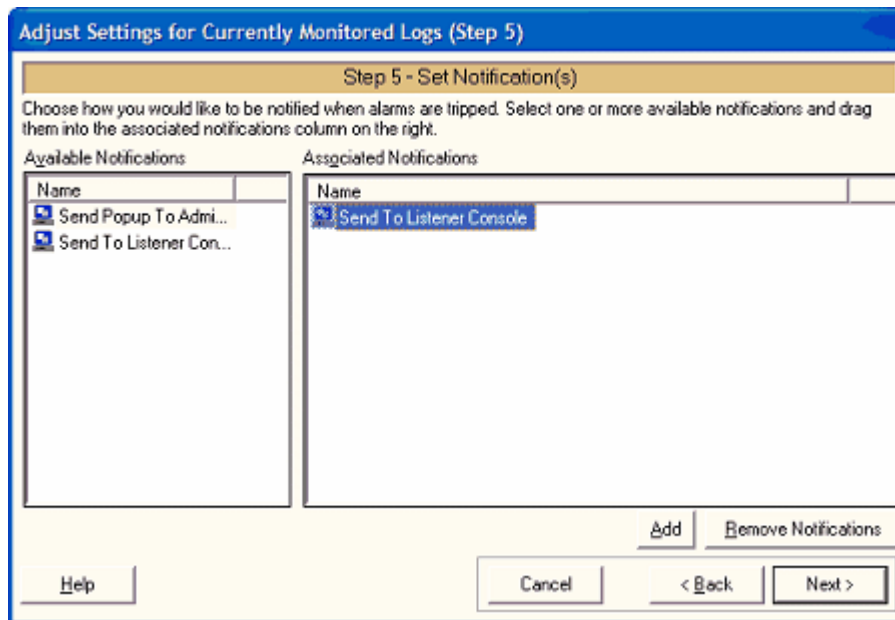 Adjust Settings for Currently Monitored Logs (Step 5)
Step 5 - Set Notification(s)
Choose how you would like to be notified when alarms are tripped. Select one or more available notifications and drag
them into the associated notifications column on the right.
Available Notifications
Associated Notifications
Name
Name
Send Popup To Admi...
Send To Listener Console
Send To Listener Con...
Add
Remove Notifications
Help
Cancel
< Back
Next >